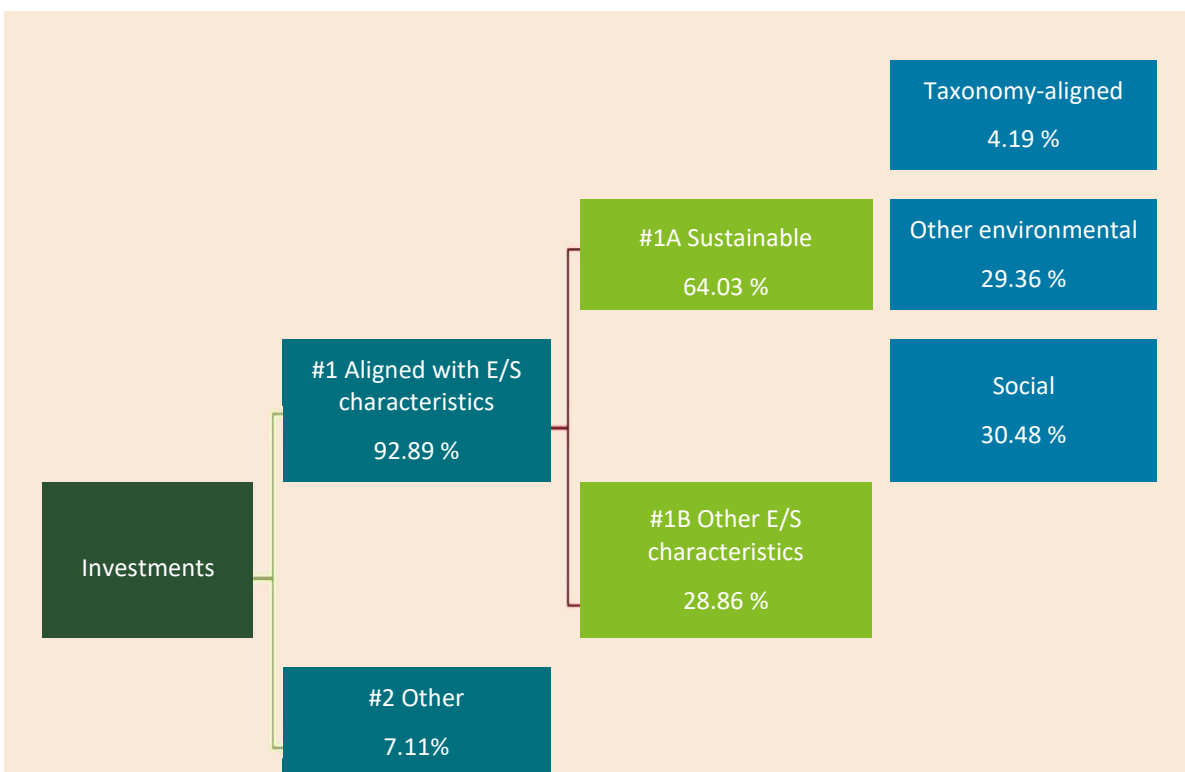 Taxonomy-aligned
4.19 %
#1A Sustainable
64.03 %
Other environmental
29.36 %
#1 Aligned with E/S
characteristics
92.89 %
Social
30.48 %
Investments
#1B Other E/S
characteristics
28.86 %
#2 Other
7.11%